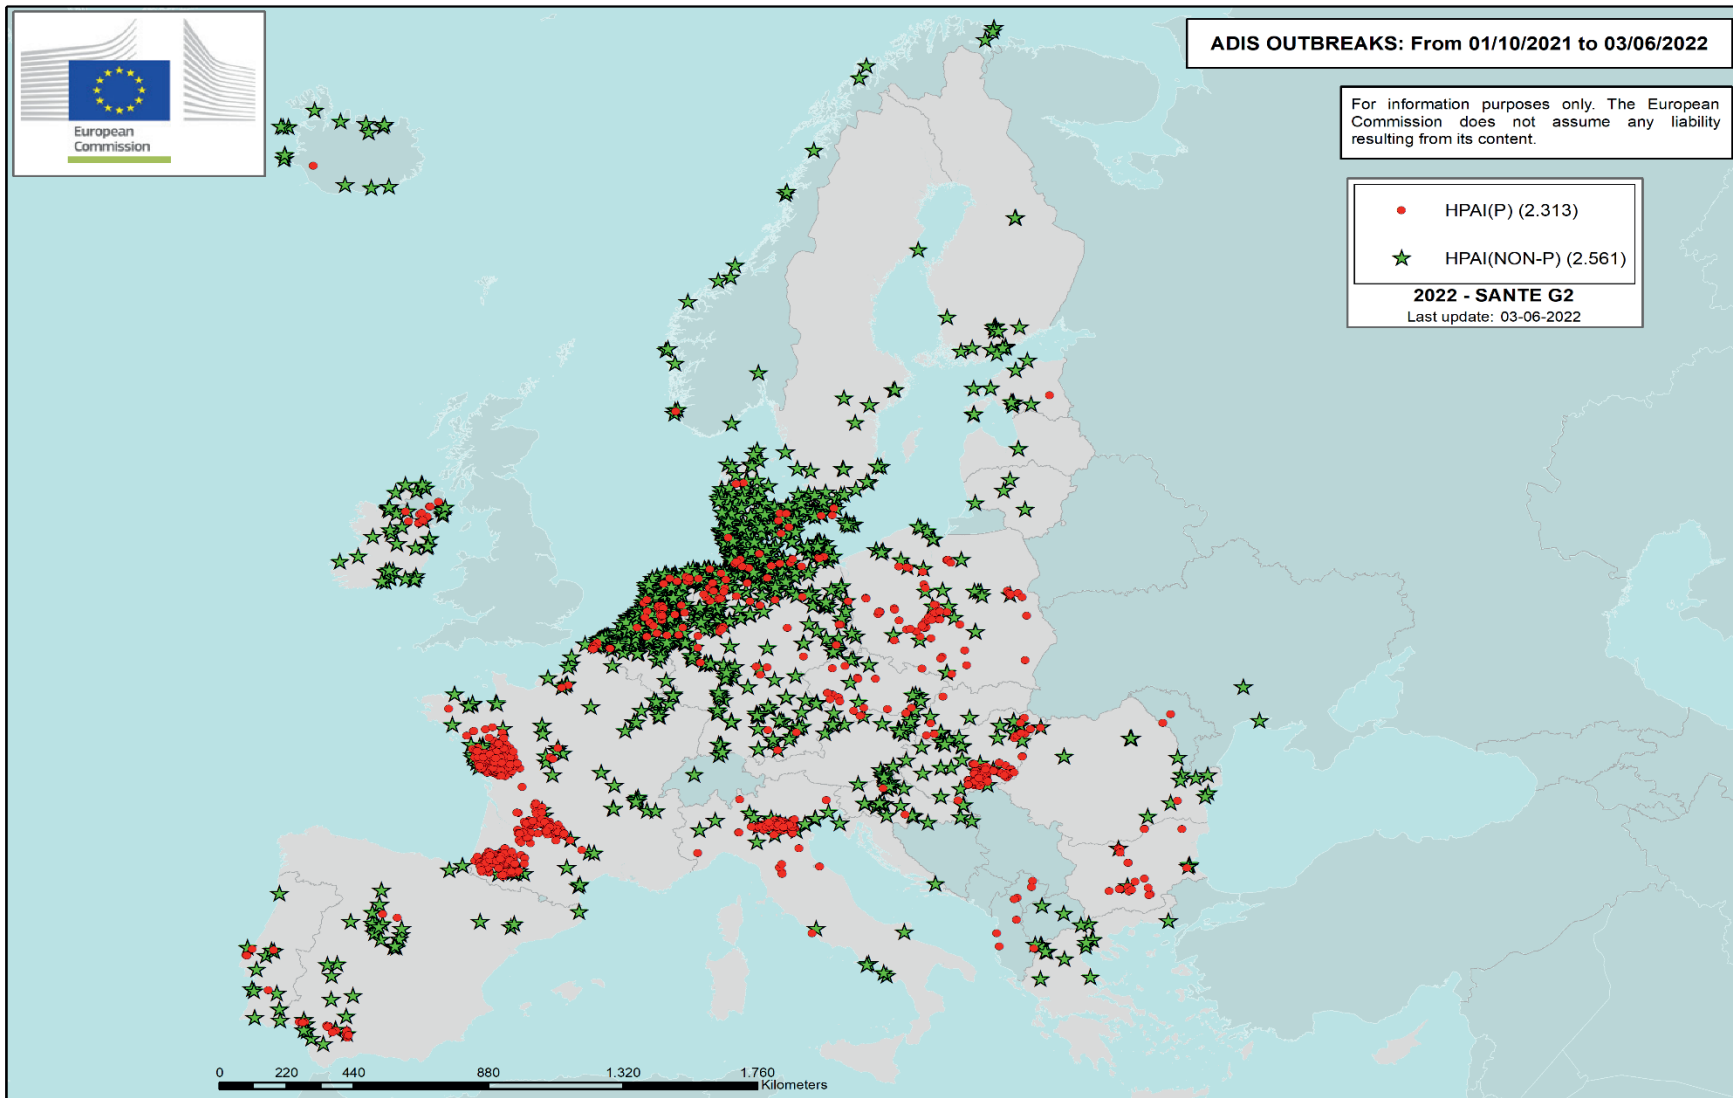 European
Commission
ADIS OUTBREAKS: From 01/10/2021 to 03/06/2022
For information purposes only. The European
Commission does not assume any liability
resulting from its content.
HPAI(P) (2.313)
HPAI(NON-P) (2.561)
2022 - SANTE G2
Last update: 03-06-2022
0 220 440 880 1.320 1.760
Kilometers